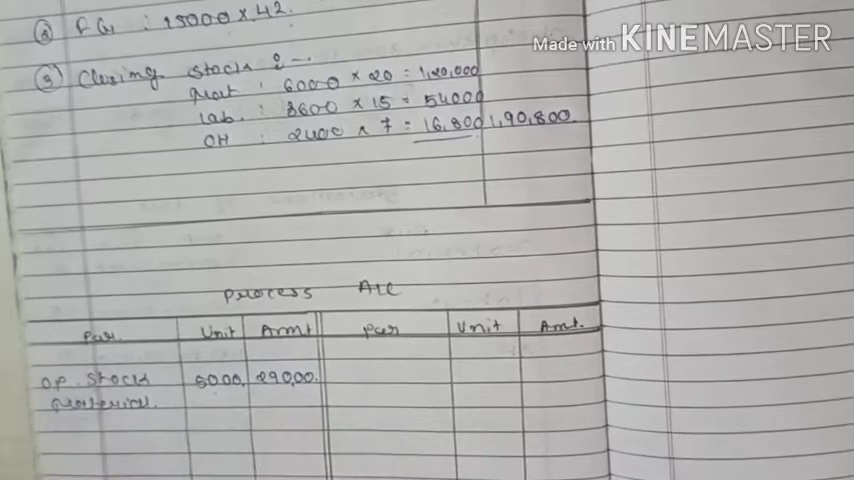 Made with KINEMASTER
② FG : 15000 x 42.
③ Closing stock :-
Mat : 6000 x 20 = 1,20,000
lab. : 3600 x 15 = 54000
OH : 2400 x 7 = 16,800 1,90,800
Process A/c
Par. Unit Amt Par Unit Amt.
OP. Stock 5000. 29000.
Material.